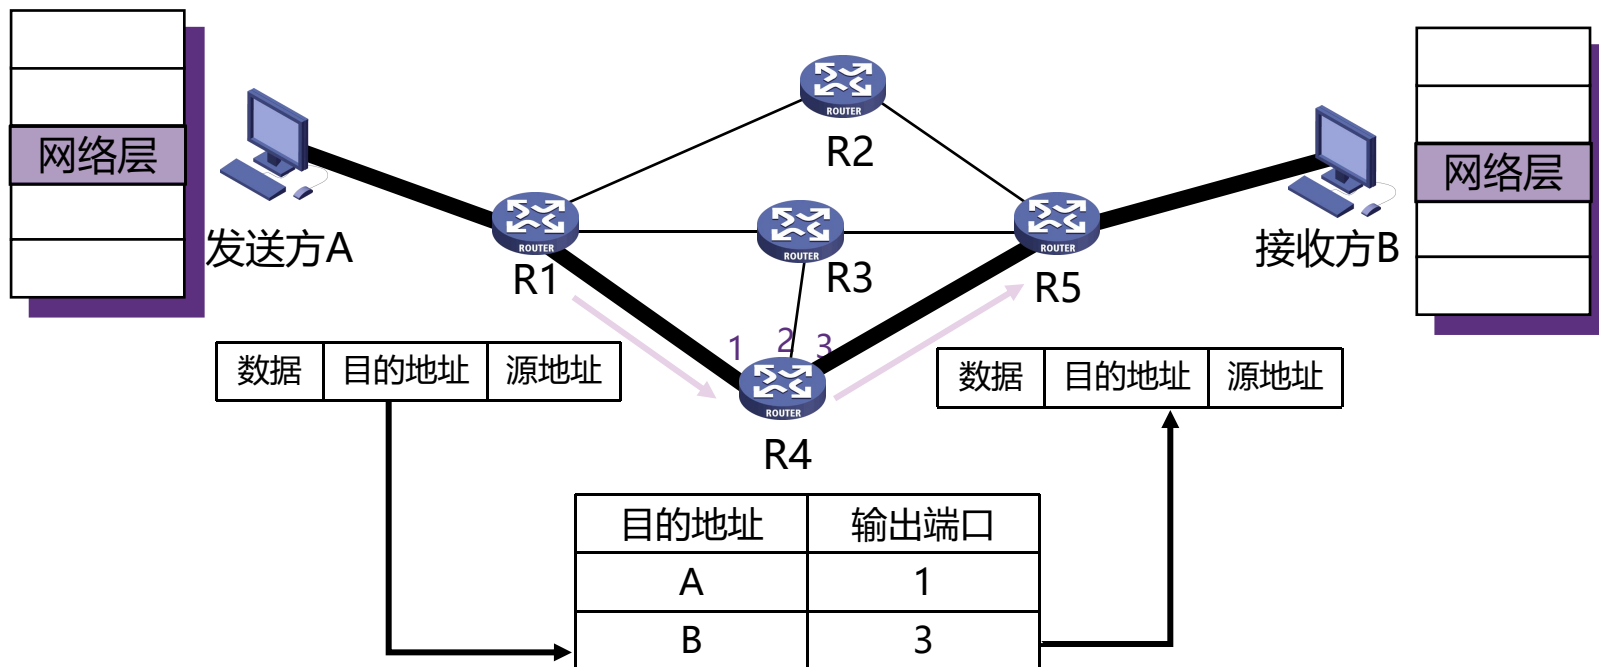 网络层
发送方A
ROUTER
R1
ROUTER
R2
ROUTER
R3
ROUTER
R5
接收方B
网络层
1
2
3
ROUTER
R4
数据 目的地址 源地址
数据 目的地址 源地址
目的地址 输出端口
A 1
B 3